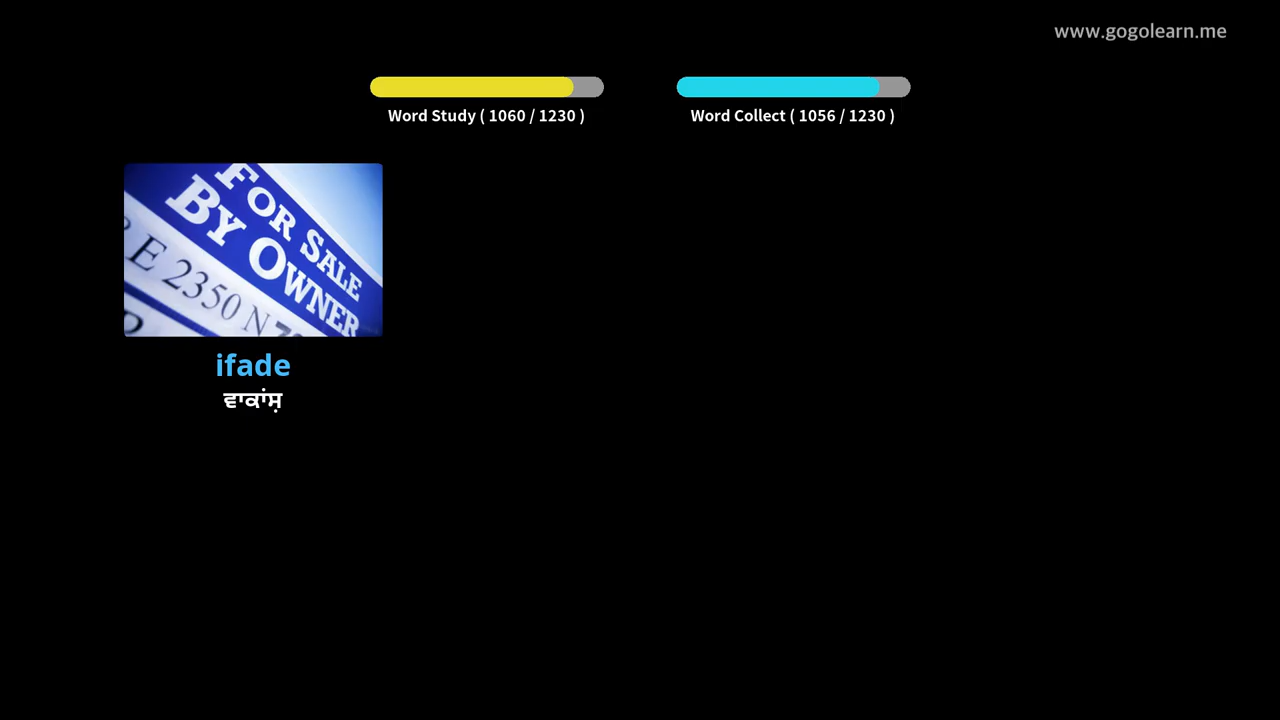 www.gogolearn.me
Word Study ( 1060 / 1230 )
Word Collect ( 1056 / 1230 )
FOR SALE
BY OWNER
E 2350 N
ifade
ਵਾਕਾਂਸ਼